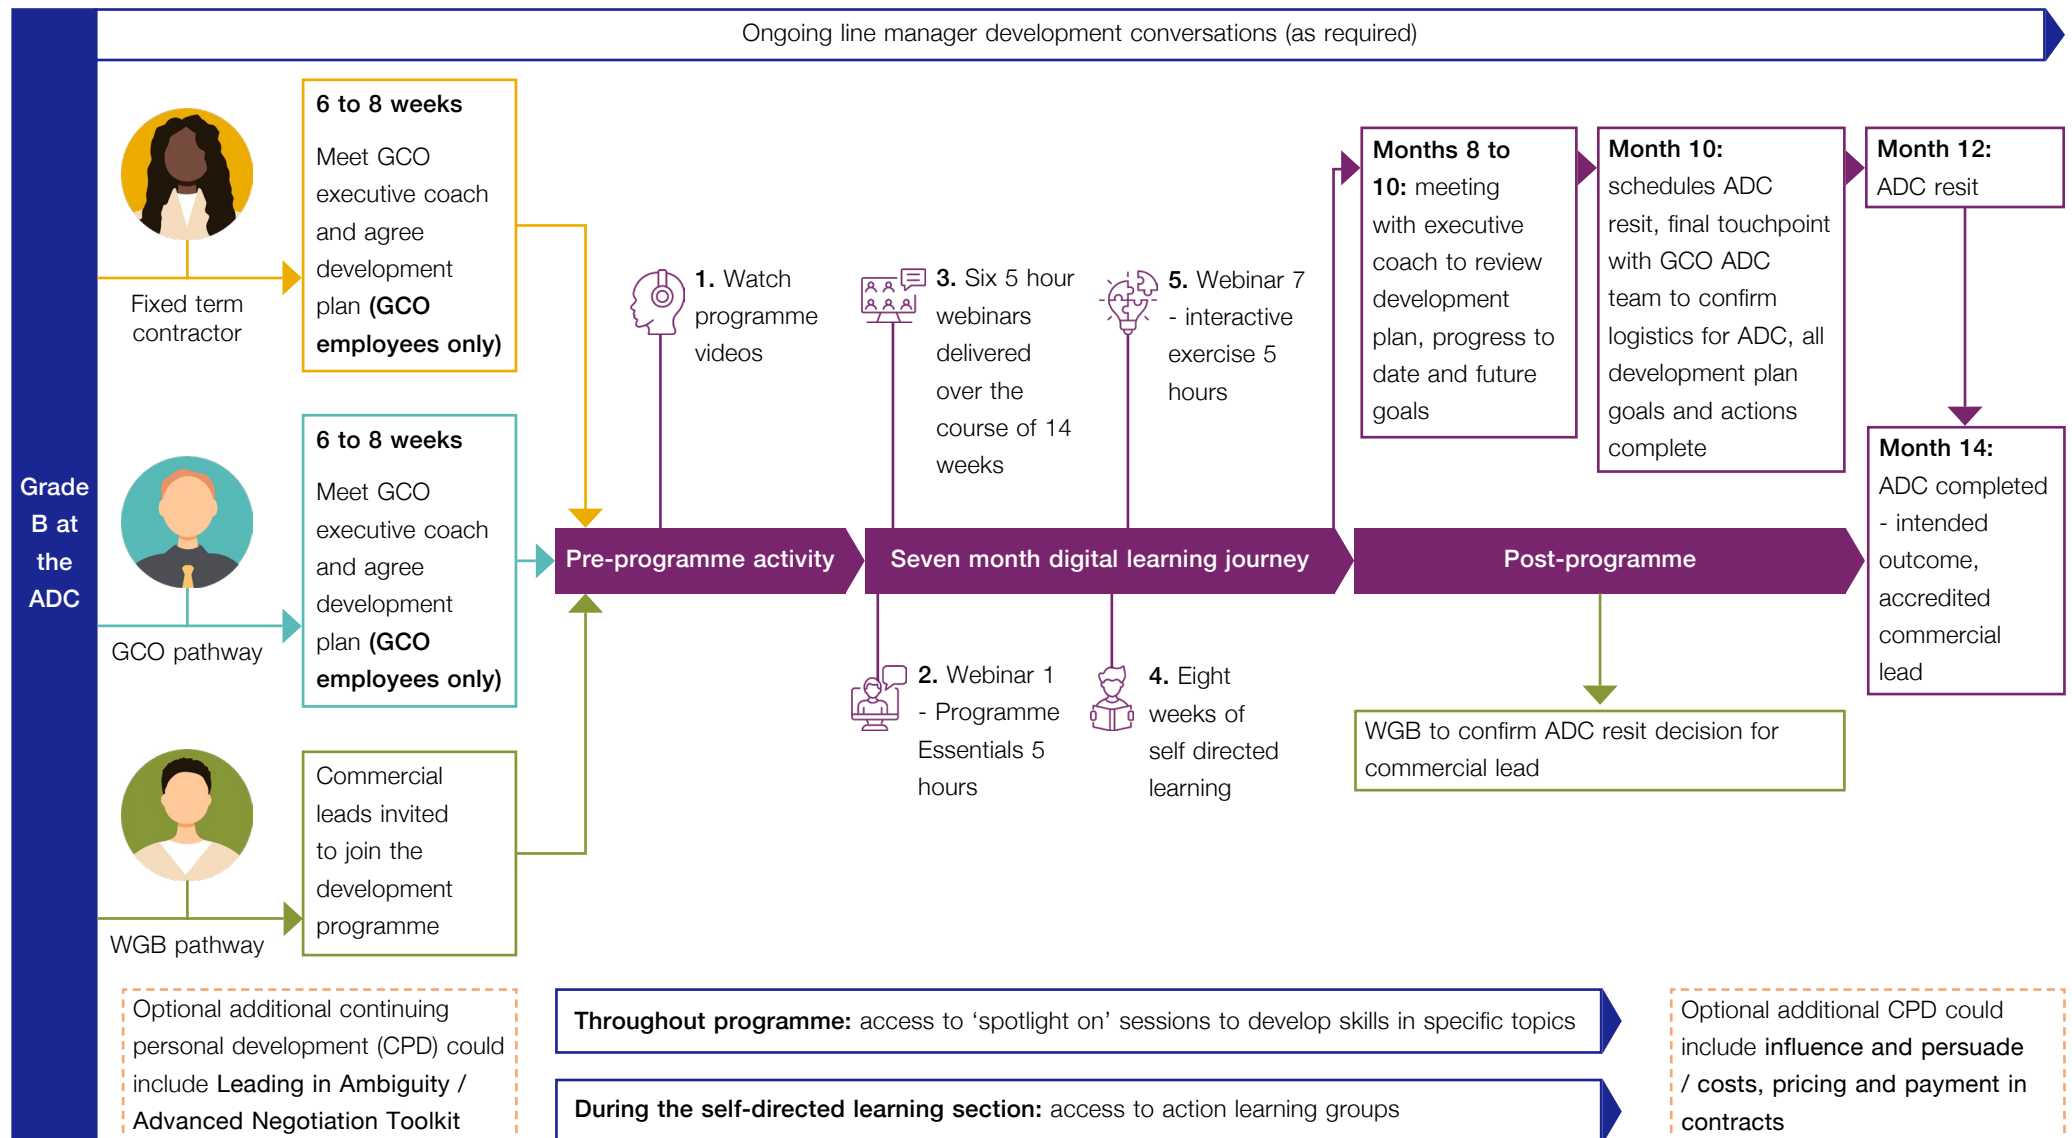 Ongoing line manager development conversations (as required)
Grade
B at
the
ADC
Fixed term
contractor
6 to 8 weeks
Meet GCO
executive coach
and agree
development
plan (GCO
employees only)
GCO pathway
6 to 8 weeks
Meet GCO
executive coach
and agree
development
plan (GCO
employees only)
WGB pathway
Commercial
leads invited
to join the
development
programme
Pre-programme activity
1. Watch
programme
videos
Seven month digital learning journey
2. Webinar 1
- Programme
Essentials 5
hours
3. Six 5 hour
webinars
delivered
over the
course of 14
weeks
4. Eight
weeks of
self directed
learning
5. Webinar 7
- interactive
exercise 5
hours
Post-programme
Months 8 to
10: meeting
with executive
coach to review
development
plan, progress to
date and future
goals
Month 10:
schedules ADC
resit, final touchpoint
with GCO ADC
team to confirm
logistics for ADC, all
development plan
goals and actions
complete
Month 12:
ADC resit
Month 14:
ADC completed
- intended
outcome,
accredited
commercial
lead
WGB to confirm ADC resit decision for
commercial lead
Optional additional continuing
personal development (CPD) could
include Leading in Ambiguity /
Advanced Negotiation Toolkit
Throughout programme: access to ‘spotlight on’ sessions to develop skills in specific topics
During the self-directed learning section: access to action learning groups
Optional additional CPD could
include influence and persuade
/ costs, pricing and payment in
contracts